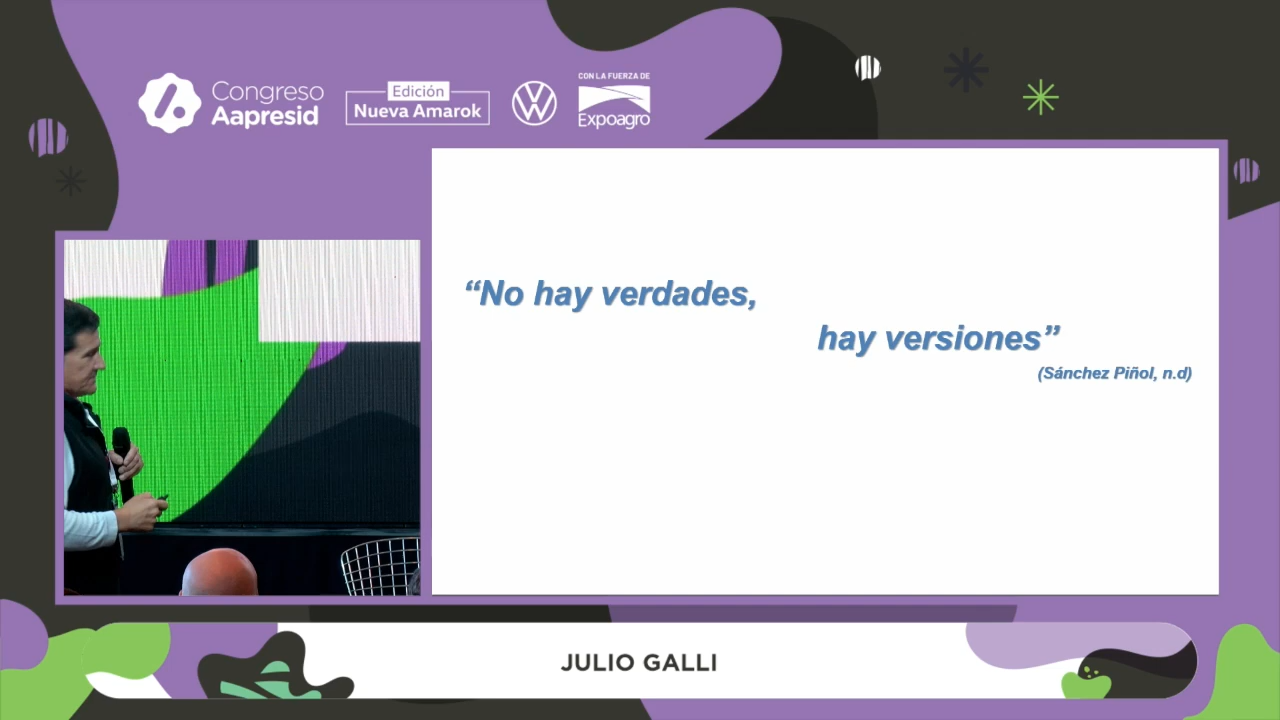 Congreso
Aapresid
Edición
Nueva Amarok
CON LA FUERZA DE
Expoagro
“No hay verdades,
hay versiones”
(Sánchez Piñol, n.d)
JULIO GALLI